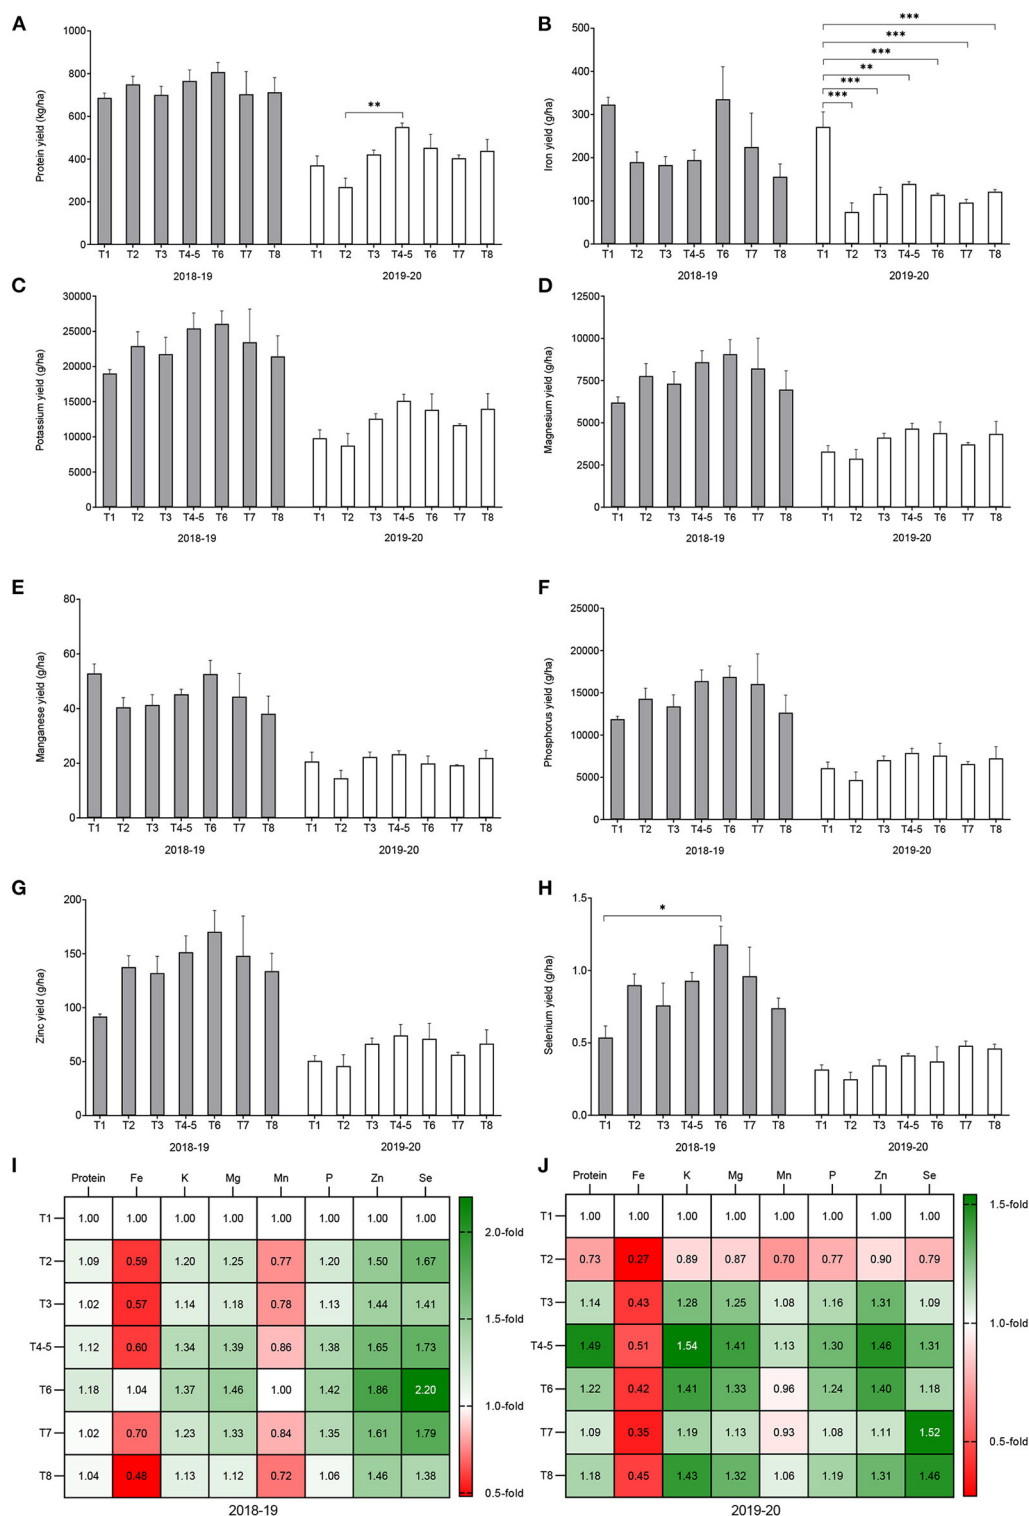 A
B
1000
800
600
400
200
0
Protein yield (kg/ha)
**
T1 T2 T3 T4-5 T6 T7 T8 T1 T2 T3 T4-5 T6 T7 T8
2018-19 2019-20
500
400
300
200
100
0
Iron yield (g/ha)
***
***
***
**
***
***
T1 T2 T3 T4-5 T6 T7 T8 T1 T2 T3 T4-5 T6 T7 T8
2018-19 2019-20
C
D
30000
25000
20000
15000
10000
5000
0
Potassium yield (g/ha)
T1 T2 T3 T4-5 T6 T7 T8 T1 T2 T3 T4-5 T6 T7 T8
2018-19 2019-20
12500
10000
7500
5000
2500
0
Magnesium yield (g/ha)
T1 T2 T3 T4-5 T6 T7 T8 T1 T2 T3 T4-5 T6 T7 T8
2018-19 2019-20
E
F
80
60
40
20
0
Manganese yield (g/ha)
T1 T2 T3 T4-5 T6 T7 T8 T1 T2 T3 T4-5 T6 T7 T8
2018-19 2019-20
25000
20000
15000
10000
5000
0
Phosphorus yield (g/ha)
T1 T2 T3 T4-5 T6 T7 T8 T1 T2 T3 T4-5 T6 T7 T8
2018-19 2019-20
G
H
200
150
100
50
0
Zinc yield (g/ha)
T1 T2 T3 T4-5 T6 T7 T8 T1 T2 T3 T4-5 T6 T7 T8
2018-19 2019-20
1.5
1.0
0.5
0.0
Selenium yield (g/ha)
*
T1 T2 T3 T4-5 T6 T7 T8 T1 T2 T3 T4-5 T6 T7 T8
2018-19 2019-20
I
Protein Fe K Mg Mn P Zn Se
T1 1.00 1.00 1.00 1.00 1.00 1.00 1.00 1.00
T2 1.09 0.59 1.20 1.25 0.77 1.20 1.50 1.67
T3 1.02 0.57 1.14 1.18 0.78 1.13 1.44 1.41
T4-5 1.12 0.60 1.34 1.39 0.86 1.38 1.65 1.73
T6 1.18 1.04 1.37 1.46 1.00 1.42 1.86 2.20
T7 1.02 0.70 1.23 1.33 0.84 1.35 1.61 1.79
T8 1.04 0.48 1.13 1.12 0.72 1.06 1.46 1.38
2.0-fold
1.5-fold
1.0-fold
0.5-fold
2018-19
J
Protein Fe K Mg Mn P Zn Se
T1 1.00 1.00 1.00 1.00 1.00 1.00 1.00 1.00
T2 0.73 0.27 0.89 0.87 0.70 0.77 0.90 0.79
T3 1.14 0.43 1.28 1.25 1.08 1.16 1.31 1.09
T4-5 1.49 0.51 1.54 1.41 1.13 1.30 1.46 1.31
T6 1.22 0.42 1.41 1.33 0.96 1.24 1.40 1.18
T7 1.09 0.35 1.19 1.13 0.93 1.08 1.11 1.52
T8 1.18 0.45 1.43 1.32 1.06 1.19 1.31 1.46
1.5-fold
1.0-fold
0.5-fold
2019-20